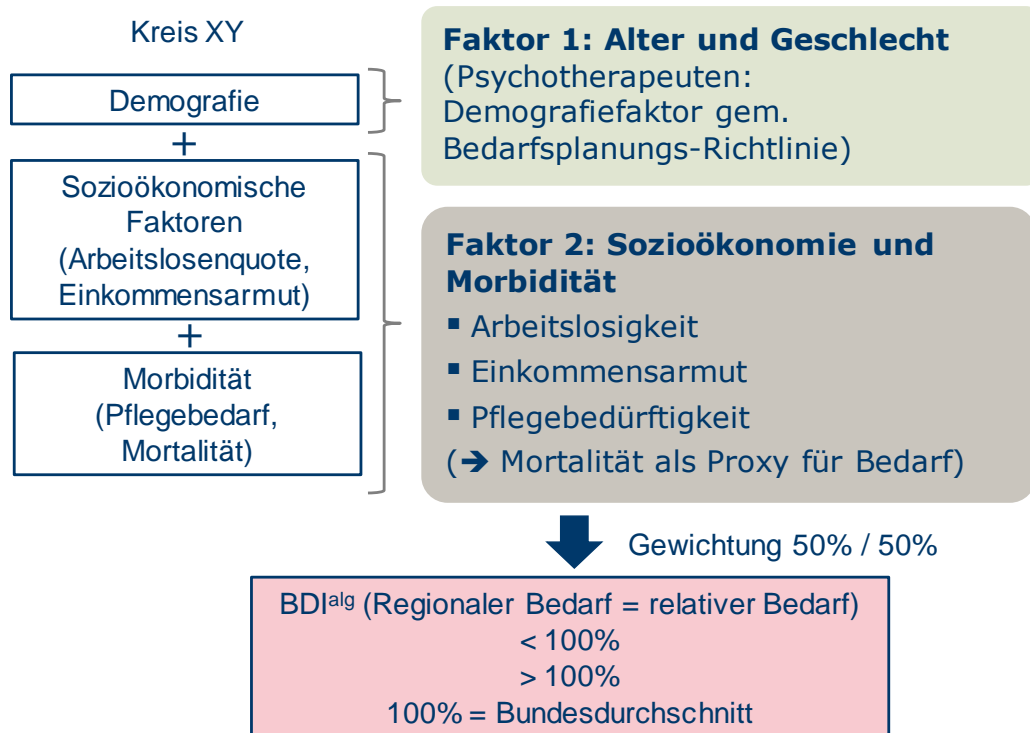 Kreis XY
Demografie
+
Sozioökonomische
Faktoren
(Arbeitslosenquote,
Einkommensarmut)
+
Morbidität
(Pflegebedarf,
Mortalität)
Faktor 1: Alter und Geschlecht
(Psychotherapeuten:
Demografiefaktor gem.
Bedarfsplanungs-Richtlinie)
Faktor 2: Sozioökonomie und
Morbidität
▪ Arbeitslosigkeit
▪ Einkommensarmut
▪ Pflegebedürftigkeit
(➔ Mortalität als Proxy für Bedarf)
Gewichtung 50% / 50%
BDIalg (Regionaler Bedarf = relativer Bedarf)
< 100%
> 100%
100% = Bundesdurchschnitt